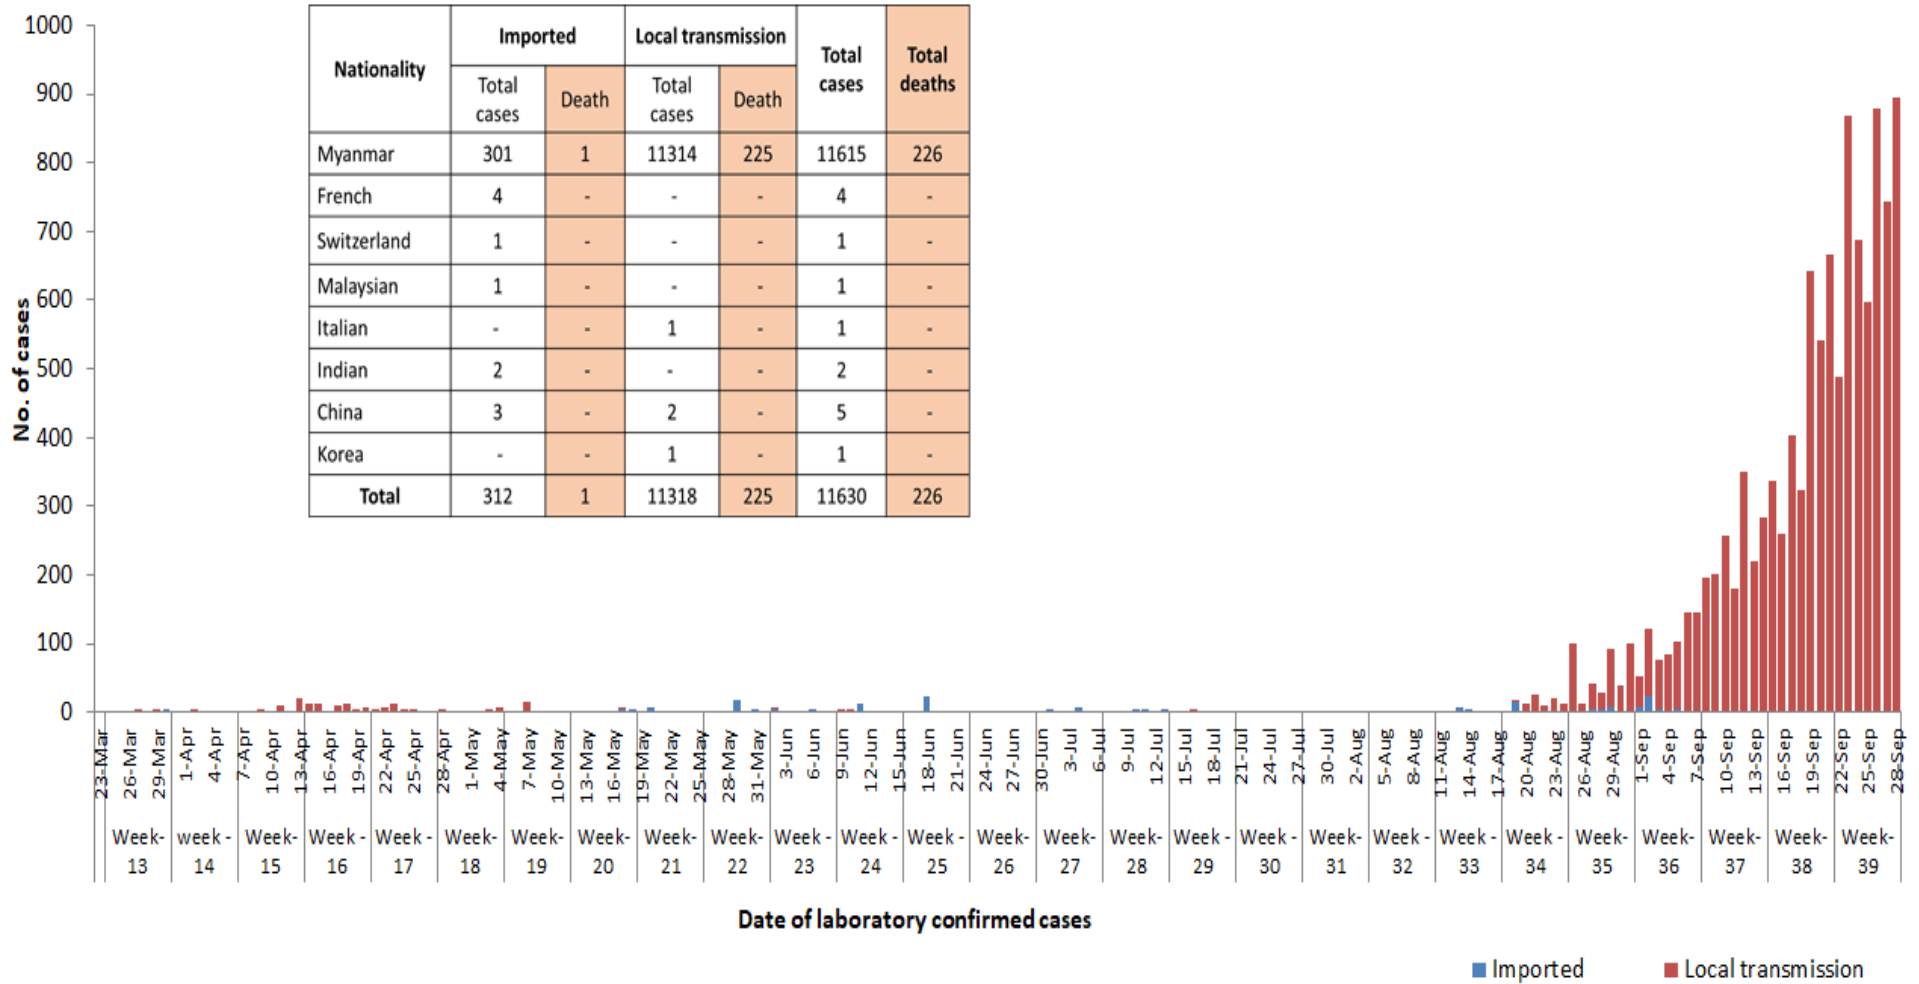 1000
900
800
700
600
500
400
300
200
100
0
No. of cases
Nationality Imported Local transmission Total cases Total deaths
Total cases Death Total cases Death
Myanmar 301 1 11314 225 11615 226
French 4 - - - 4 -
Switzerland 1 - - - 1 -
Malaysian 1 - - - 1 -
Italian - - 1 - 1 -
Indian 2 - - - 2 -
China 3 - 2 - 5 -
Korea - - 1 - 1 -
Total 312 1 11318 225 11630 226
23-Mar 26-Mar 29-Mar 1-Apr 4-Apr 7-Apr 10-Apr 13-Apr 16-Apr 19-Apr 22-Apr 25-Apr 28-Apr 1-May 4-May 7-May 10-May 13-May 16-May 19-May 22-May 25-May 28-May 31-May 3-Jun 6-Jun 9-Jun 12-Jun 15-Jun 18-Jun 21-Jun 24-Jun 27-Jun 30-Jun 3-Jul 6-Jul 9-Jul 12-Jul 15-Jul 18-Jul 21-Jul 24-Jul 27-Jul 30-Jul 2-Aug 5-Aug 8-Aug 11-Aug 14-Aug 17-Aug 20-Aug 23-Aug 26-Aug 29-Aug 1-Sep 4-Sep 7-Sep 10-Sep 13-Sep 16-Sep 19-Sep 22-Sep 25-Sep 28-Sep
Week- week - Week- Week - Week - Week - Week - Week- Week - Week- Week - Week - Week- Week - Week- Week- Week - Week - Week- Week - Week- Week - Week- Week - Week- Week- Week-
13 14 15 16 17 18 19 20 21 22 23 24 25 26 27 28 29 30 31 32 33 34 35 36 37 38 39
Date of laboratory confirmed cases
Imported Local transmission